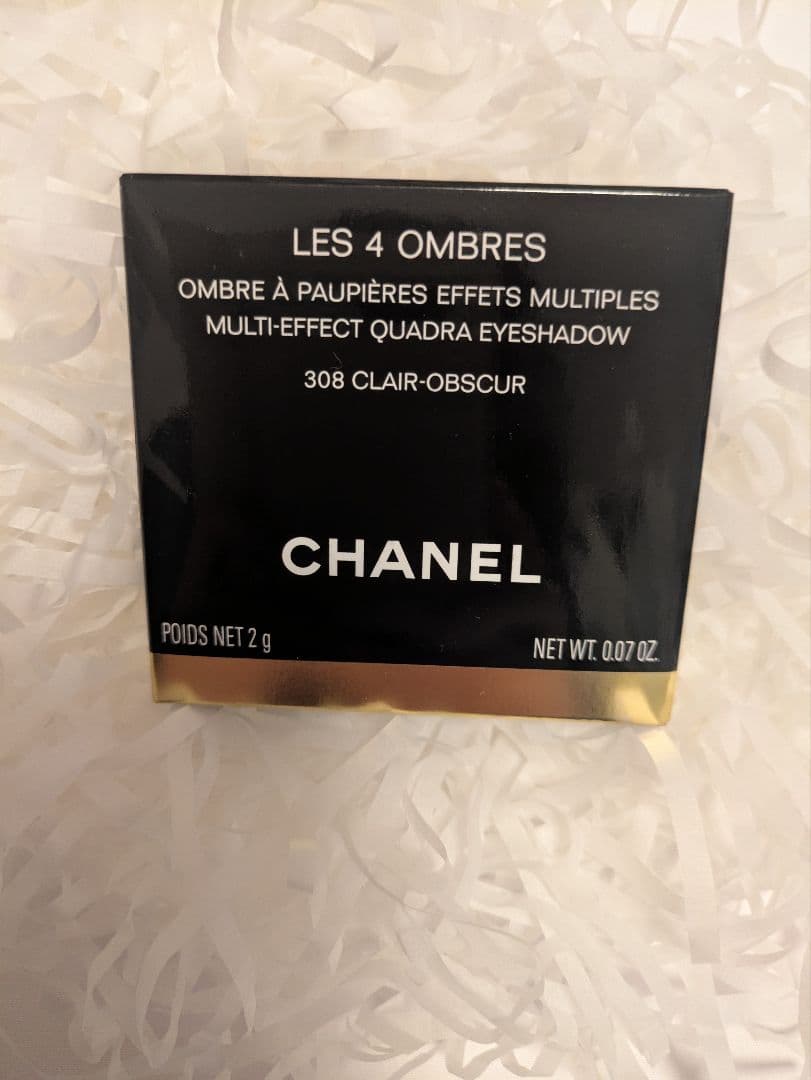 LES 4 OMBRES
OMBRE À PAUPIÈRES EFFETS MULTIPLES
MULTI-EFFECT QUADRA EYESHADOW
308 CLAIR-OBSCUR
CHANEL
POIDS NET 2 g
NET WT. 0.07 OZ.